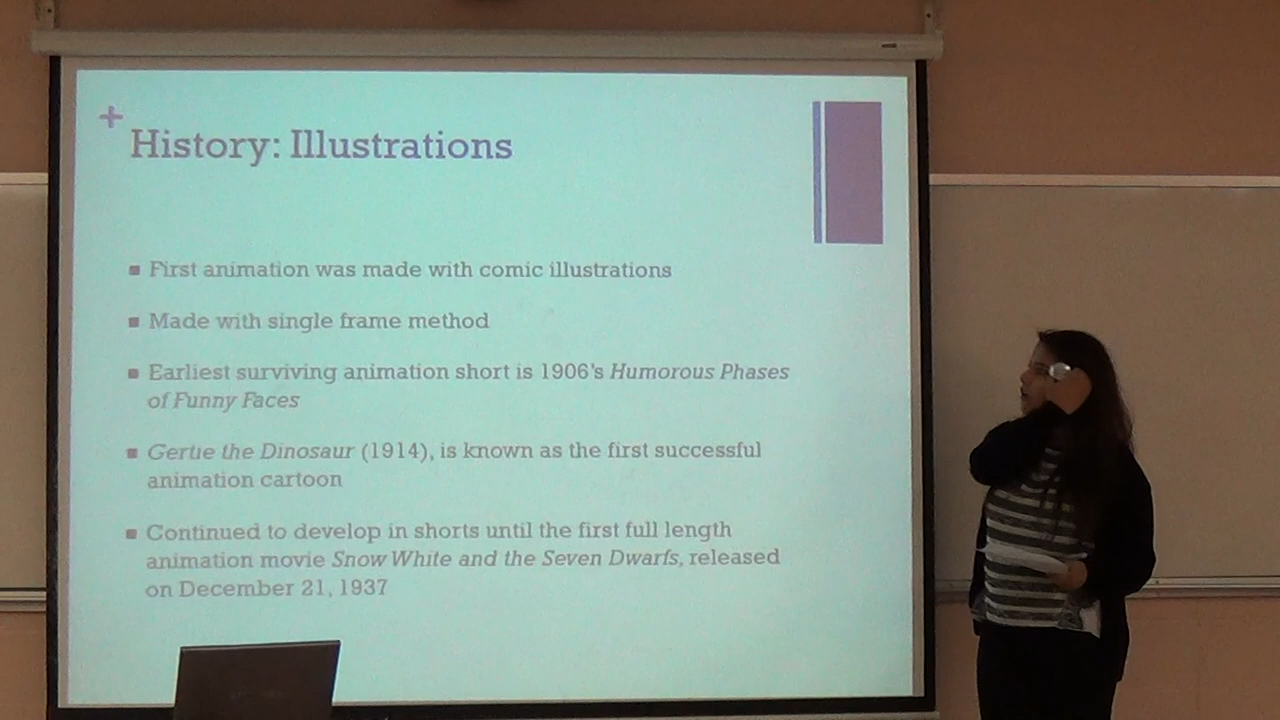 +
History: Illustrations
■ First animation was made with comic illustrations
■ Made with single frame method
■ Earliest surviving animation short is 1906's Humorous Phases
of Funny Faces
■ Gertie the Dinosaur (1914), is known as the first successful
animation cartoon
■ Continued to develop in shorts until the first full length
animation movie Snow White and the Seven Dwarfs, released
on December 21, 1937